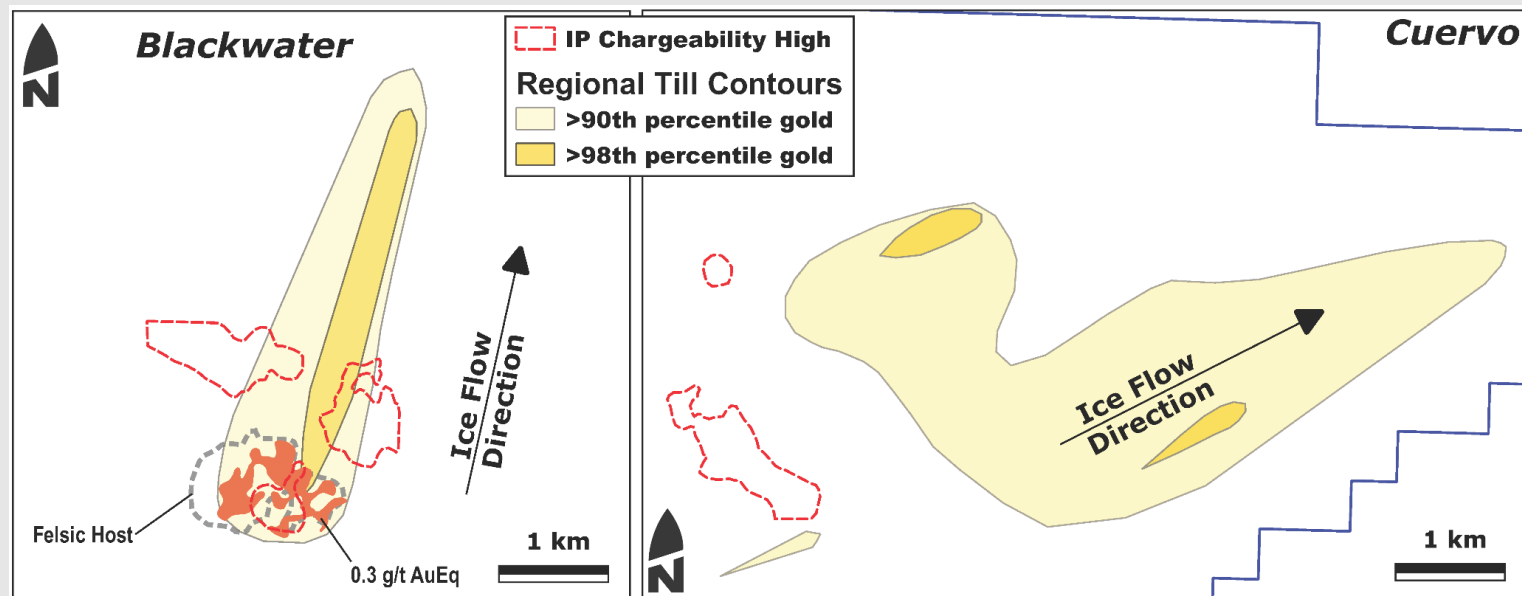 Blackwater
N
IP Chargeability High
Regional Till Contours
>90th percentile gold
>98th percentile gold
Cuervo
Ice Flow
Direction
Felsic Host
0.3 g/t AuEq
1 km
Ice Flow
Direction
N
1 km